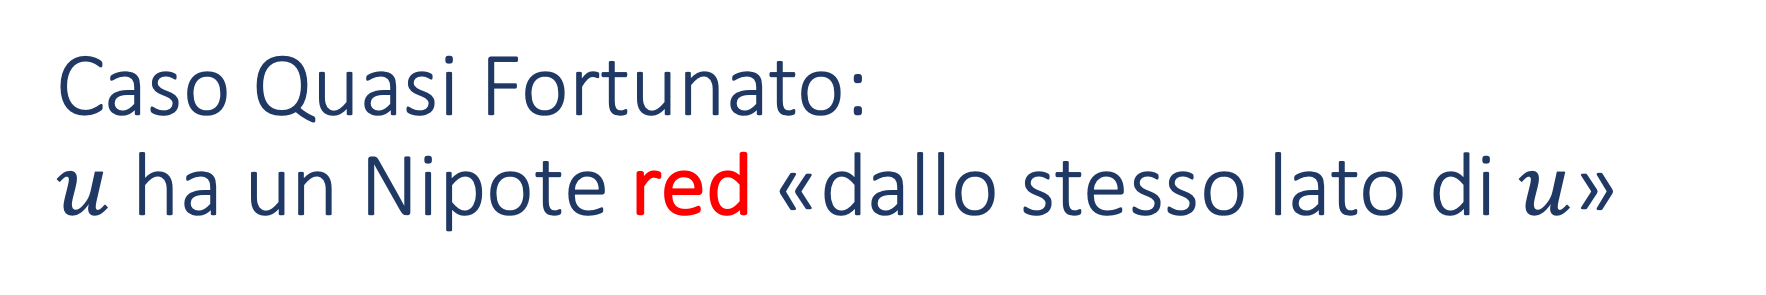 Caso Quasi Fortunato:
𝑢 ha un Nipote red «dallo stesso lato di 𝑢»